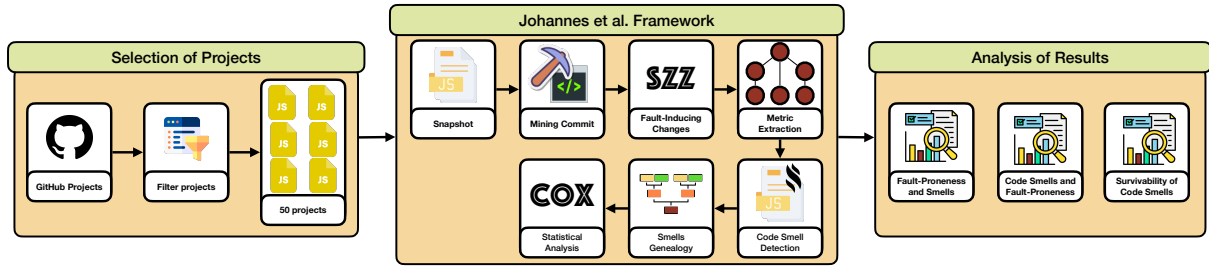 Johannes et al. Framework
Selection of Projects
Analysis of Results
JS
JS
JS
JS
JS
JS
GitHub Projects
Filter projects
50 projects
JS
Snapshot
</>
Mining Commit
SZZ
Fault-Inducing
Changes
Metric
Extraction
COX
Statistical
Analysis
Smells
Genealogy
JS
Code Smell
Detection
Fault-Proneness
and Smells
Code Smells and
Fault-Proneness
Survivability of
Code Smells